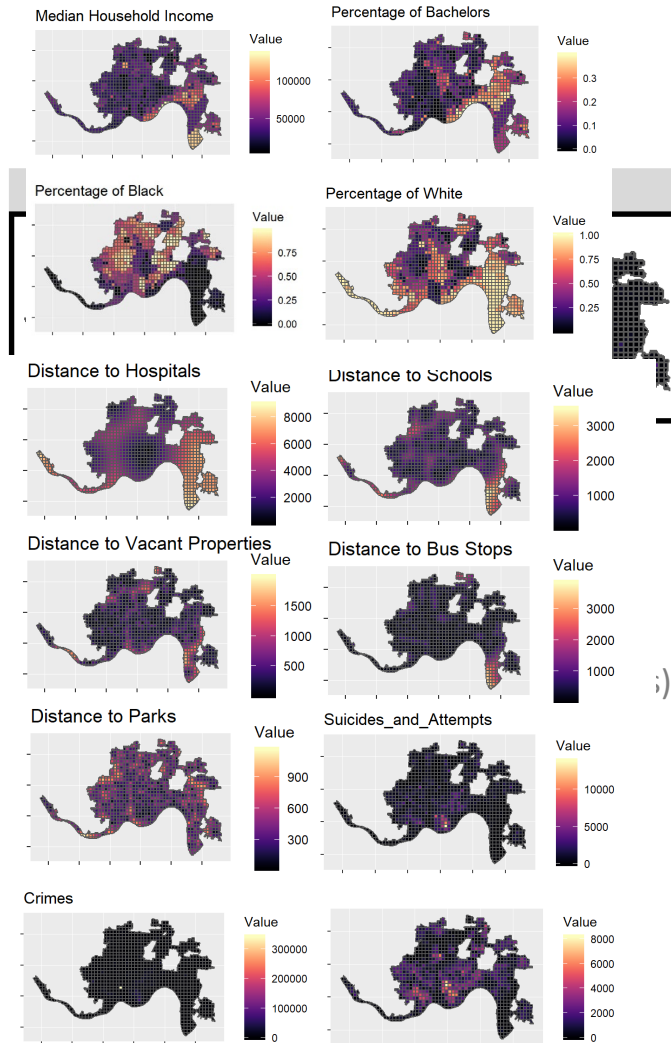 Median Household Income
Value
100000
50000
Percentage of Bachelors
Value
0.3
0.2
0.1
0.0
Percentage of Black
Value
0.75
0.50
0.25
0.00
Percentage of White
Value
1.00
0.75
0.50
0.25
Distance to Hospitals
Value
8000
6000
4000
2000
Distance to Schools
Value
3000
2000
1000
Distance to Vacant Properties
Value
1500
1000
500
Distance to Bus Stops
Value
3000
2000
1000
s)
Distance to Parks
Value
900
600
300
Suicides_and_Attempts
Value
10000
5000
0
Crimes
Value
300000
200000
100000
0
Value
8000
6000
4000
2000
0